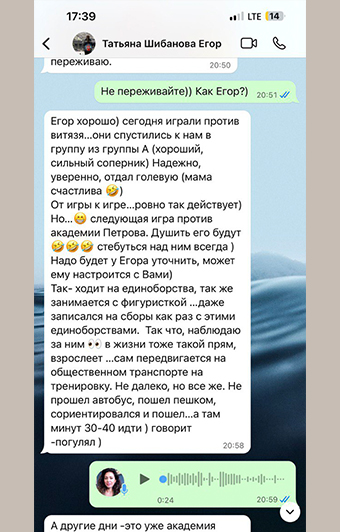 17:39
LTE 14
Татьяна Шибанова Егор
переживаю.
20:50
Не переживайте)) Как Егор?)
20:51
Егор хорошо) сегодня играли против
витязя...они спустились к нам в
группу из группы А (хороший,
сильный соперник) Надежно,
уверенно, отдал голевую (мама
счастлива 🤣)
От игры к игре...ровно так действует)
Но...😁 следующая игра против
академии Петрова. Душить его будут
🤣🤣🤣 стебуться над ним всегда )
Надо будет у Егора уточнить, может
ему настроится с Вами)
Так- ходит на единоборства, так же
занимается с фигуристкой ...даже
записался на сборы как раз с этими
единоборствами. Так что, наблюдаю
за ним 👀 в жизни тоже такой прям,
взрослеет ...сам передвигается на
общественном транспорте на
тренировку. Не далеко, но все же. Не
прошел автобус, пошел пешком,
сориентировался и пошел...а там
минут 30-40 идти ) говорит
-погулял )
20:58
0:24
20:59
А другие дни -это уже академия